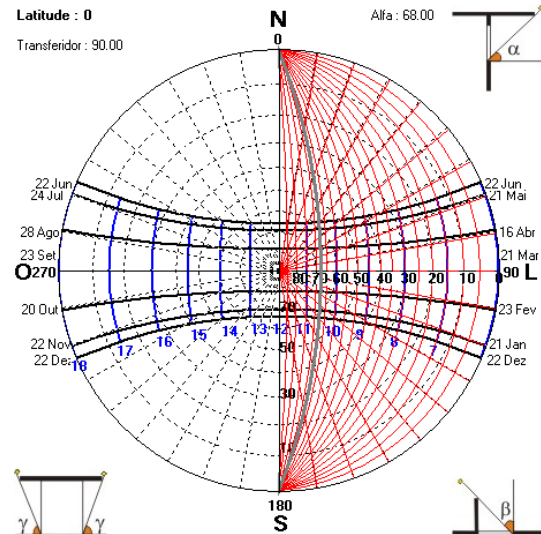 Latitude : 0
N
Alfa : 68.00
Transferidor : 90.00
0
α
22 Jun
22 Jun
24 Jul
21 Mai
28 Ago
16 Abr
23 Set
21 Mar
O 270
80 70 60 50 40 30 20 10 0
90 L
20 Out
23 Fev
18 17 16 15 14 13 12 11 10 9 8 7
70
50
22 Nov
21 Jan
22 Dez
22 Dez
30
10
180
S
γ γ
β